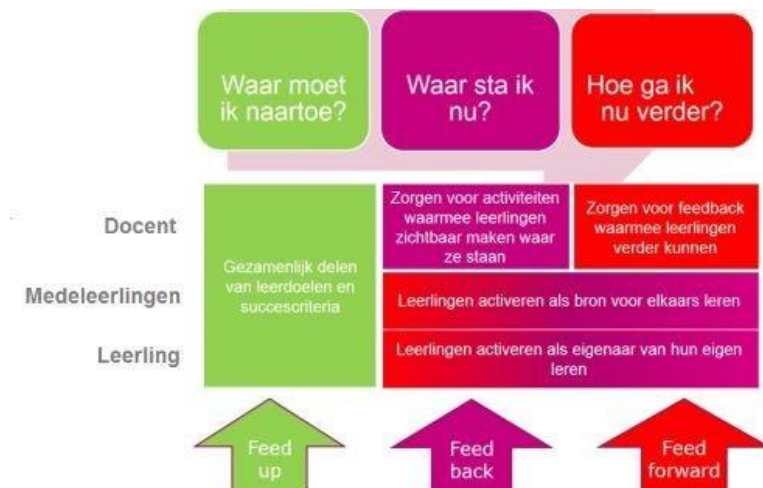 Waar moet
ik naartoe?
Waar sta ik
nu?
Hoe ga ik
nu verder?
Docent
Medeleerlingen
Leerling
Gezamenlijk delen
van leerdoelen en
succescriteria
Zorgen voor activiteiten
waarmee leerlingen
zichtbaar maken waar
ze staan
Zorgen voor feedback
waarmee leerlingen
verder kunnen
Leerlingen activeren als bron voor elkaars leren
Leerlingen activeren als eigenaar van hun eigen
leren
Feed
up
Feed
back
Feed
forward